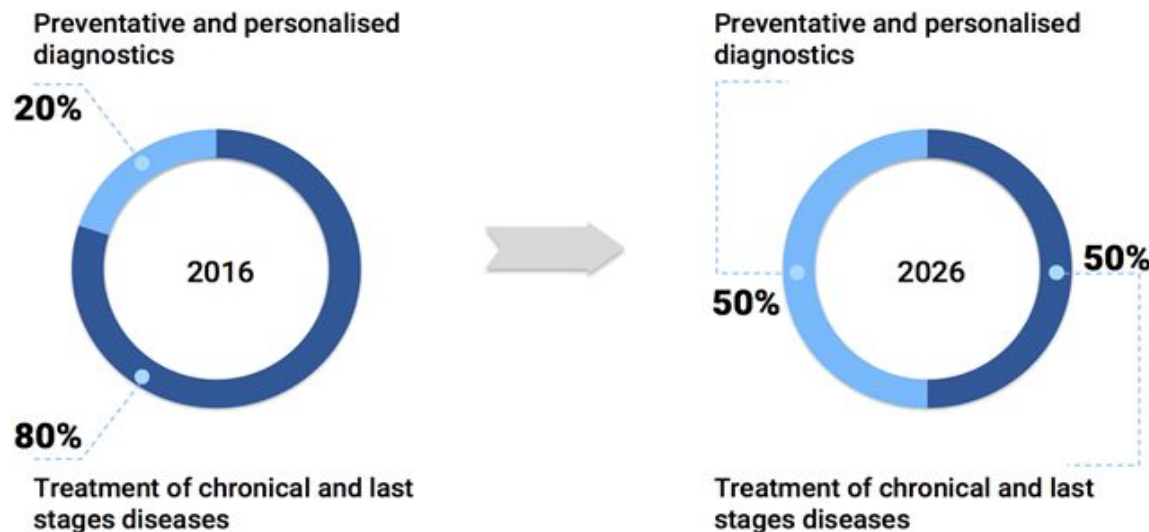 Preventative and personalised
diagnostics
20%
2016
80%
Treatment of chronical and last
stages diseases
Preventative and personalised
diagnostics
50%
2026
50%
Treatment of chronical and last
stages diseases